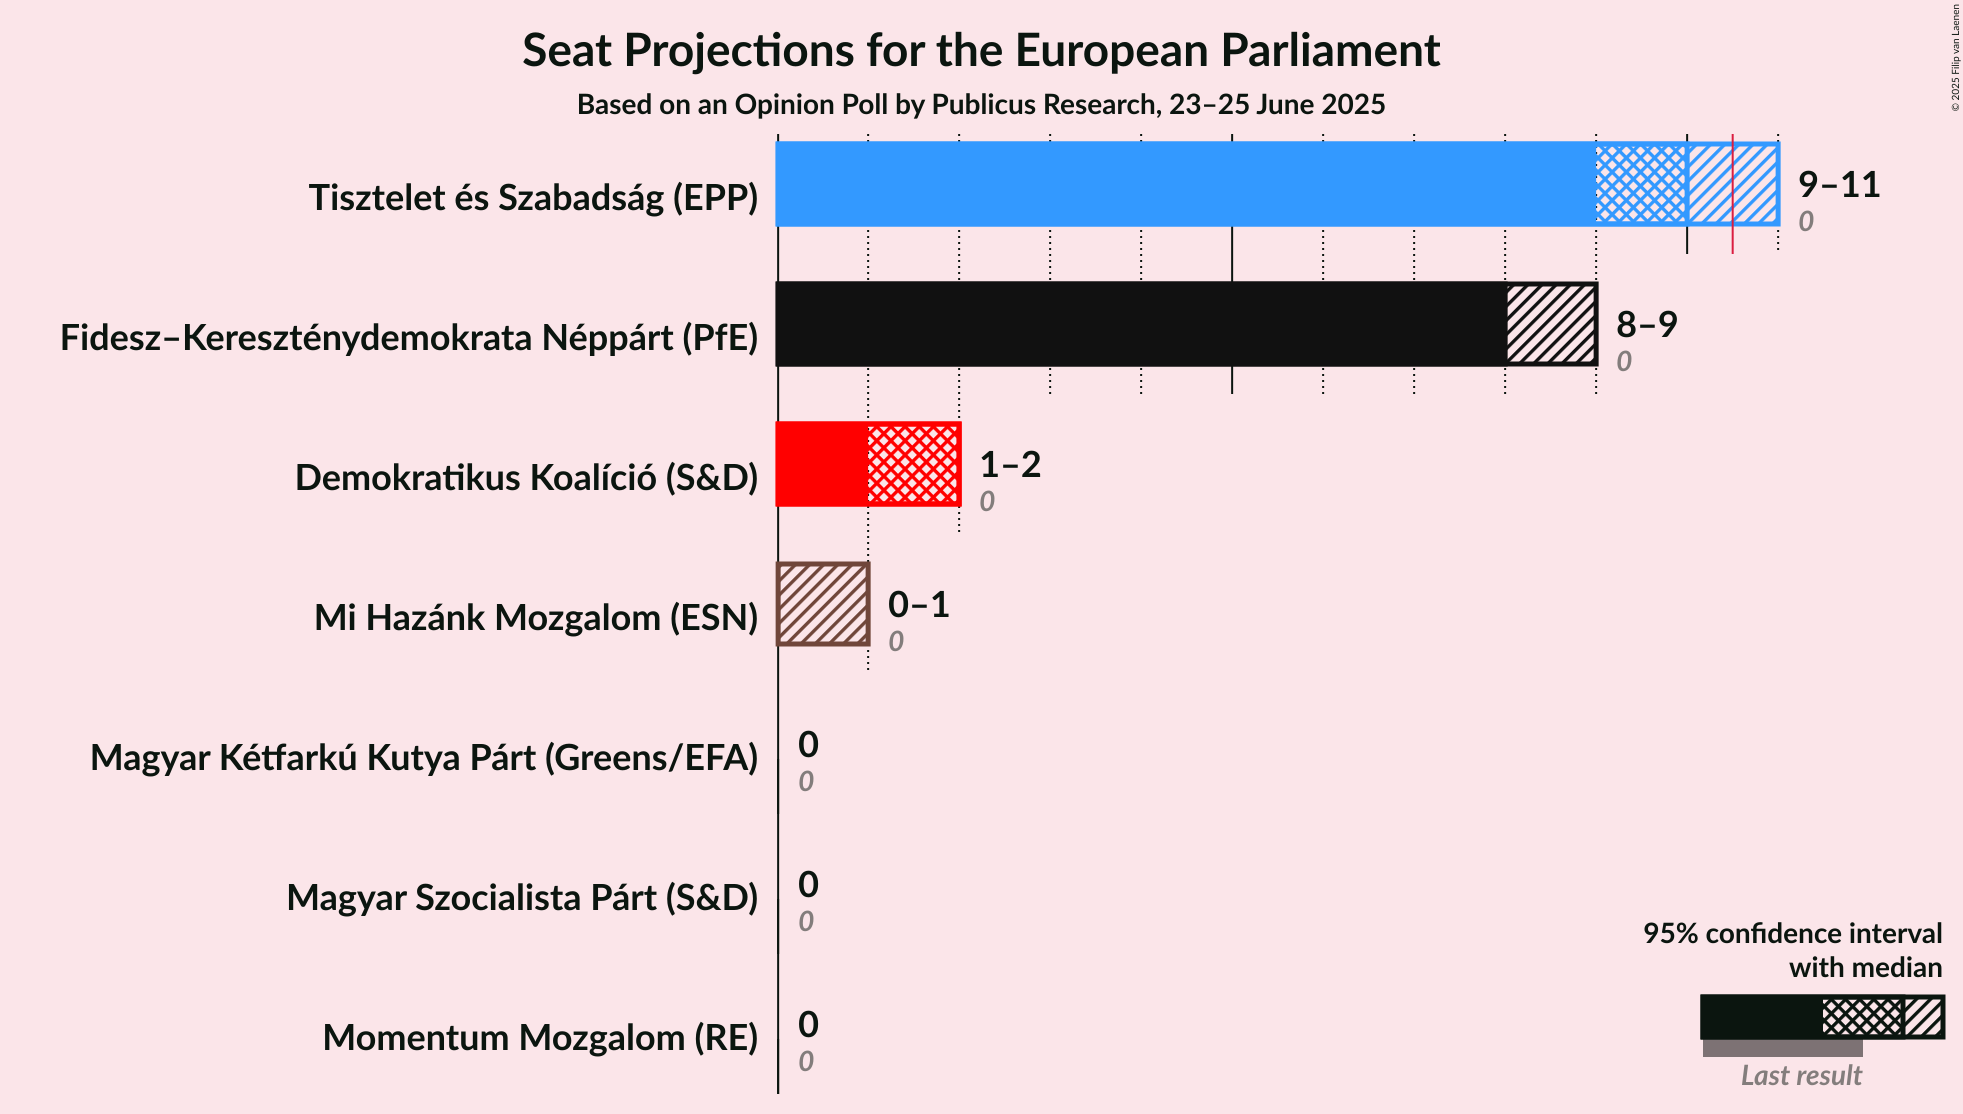 Seat Projections for the European Parliament
Based on an Opinion Poll by Publicus Research, 23–25 June 2025
© 2025 Filip van Laenen
Tisztelet és Szabadság (EPP)
9–11
0
Fidesz–Kereszténydemokrata Néppárt (PfE)
8–9
0
Demokratikus Koalíció (S&D)
1–2
0
Mi Hazánk Mozgalom (ESN)
0–1
0
Magyar Kétfarkú Kutya Párt (Greens/EFA)
0
0
Magyar Szocialista Párt (S&D)
0
0
Momentum Mozgalom (RE)
0
0
95% confidence interval
with median
Last result